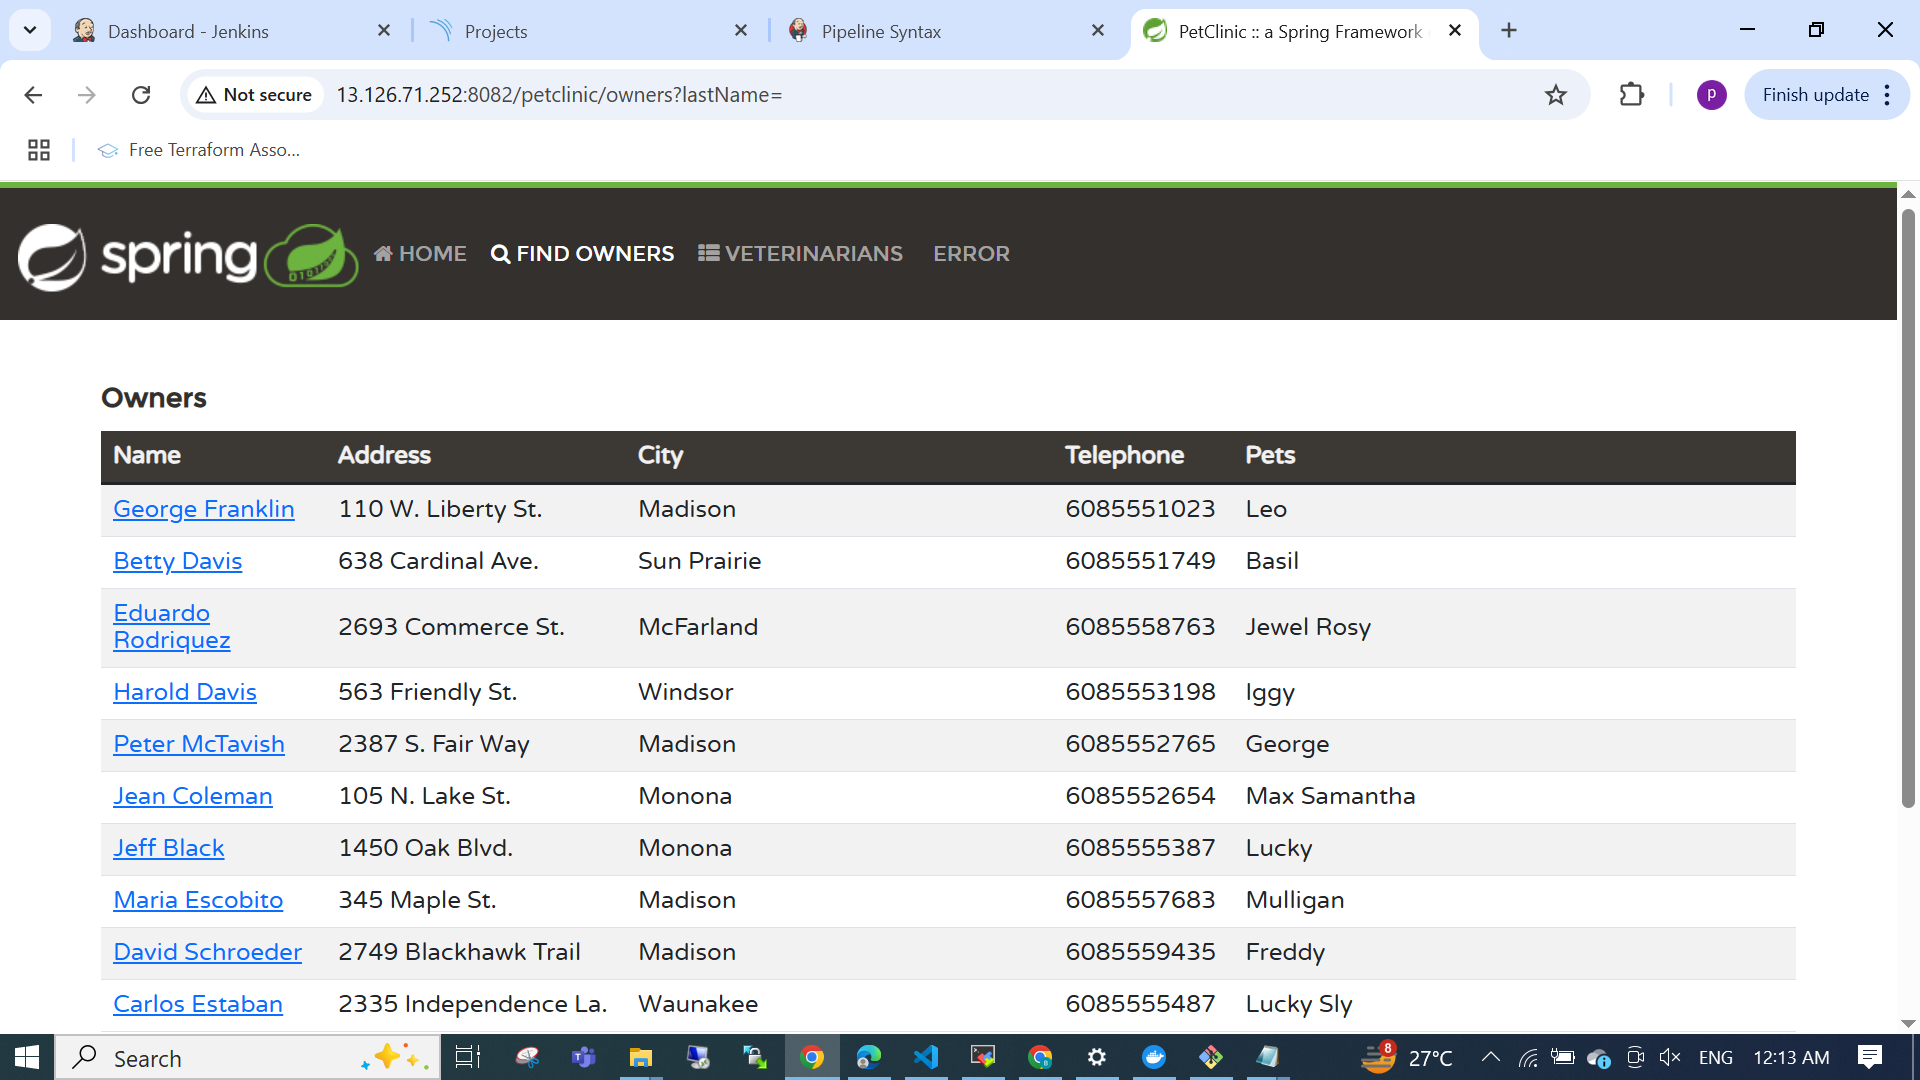 Dashboard - Jenkins
Projects
Pipeline Syntax
PetClinic :: a Spring Framework
Not secure
13.126.71.252:8082/petclinic/owners?lastName=
p
Finish update
Free Terraform Asso...
spring
HOME
FIND OWNERS
VETERINARIANS
ERROR
Owners
Name Address City Telephone Pets
George Franklin 110 W. Liberty St. Madison 6085551023 Leo
Betty Davis 638 Cardinal Ave. Sun Prairie 6085551749 Basil
Eduardo
Rodriquez 2693 Commerce St. McFarland 6085558763 Jewel Rosy
Harold Davis 563 Friendly St. Windsor 6085553198 Iggy
Peter McTavish 2387 S. Fair Way Madison 6085552765 George
Jean Coleman 105 N. Lake St. Monona 6085552654 Max Samantha
Jeff Black 1450 Oak Blvd. Monona 6085555387 Lucky
Maria Escobito 345 Maple St. Madison 6085557683 Mulligan
David Schroeder 2749 Blackhawk Trail Madison 6085559435 Freddy
Carlos Estaban 2335 Independence La. Waunakee 6085555487 Lucky Sly
Search
8
27°C
ENG
12:13 AM